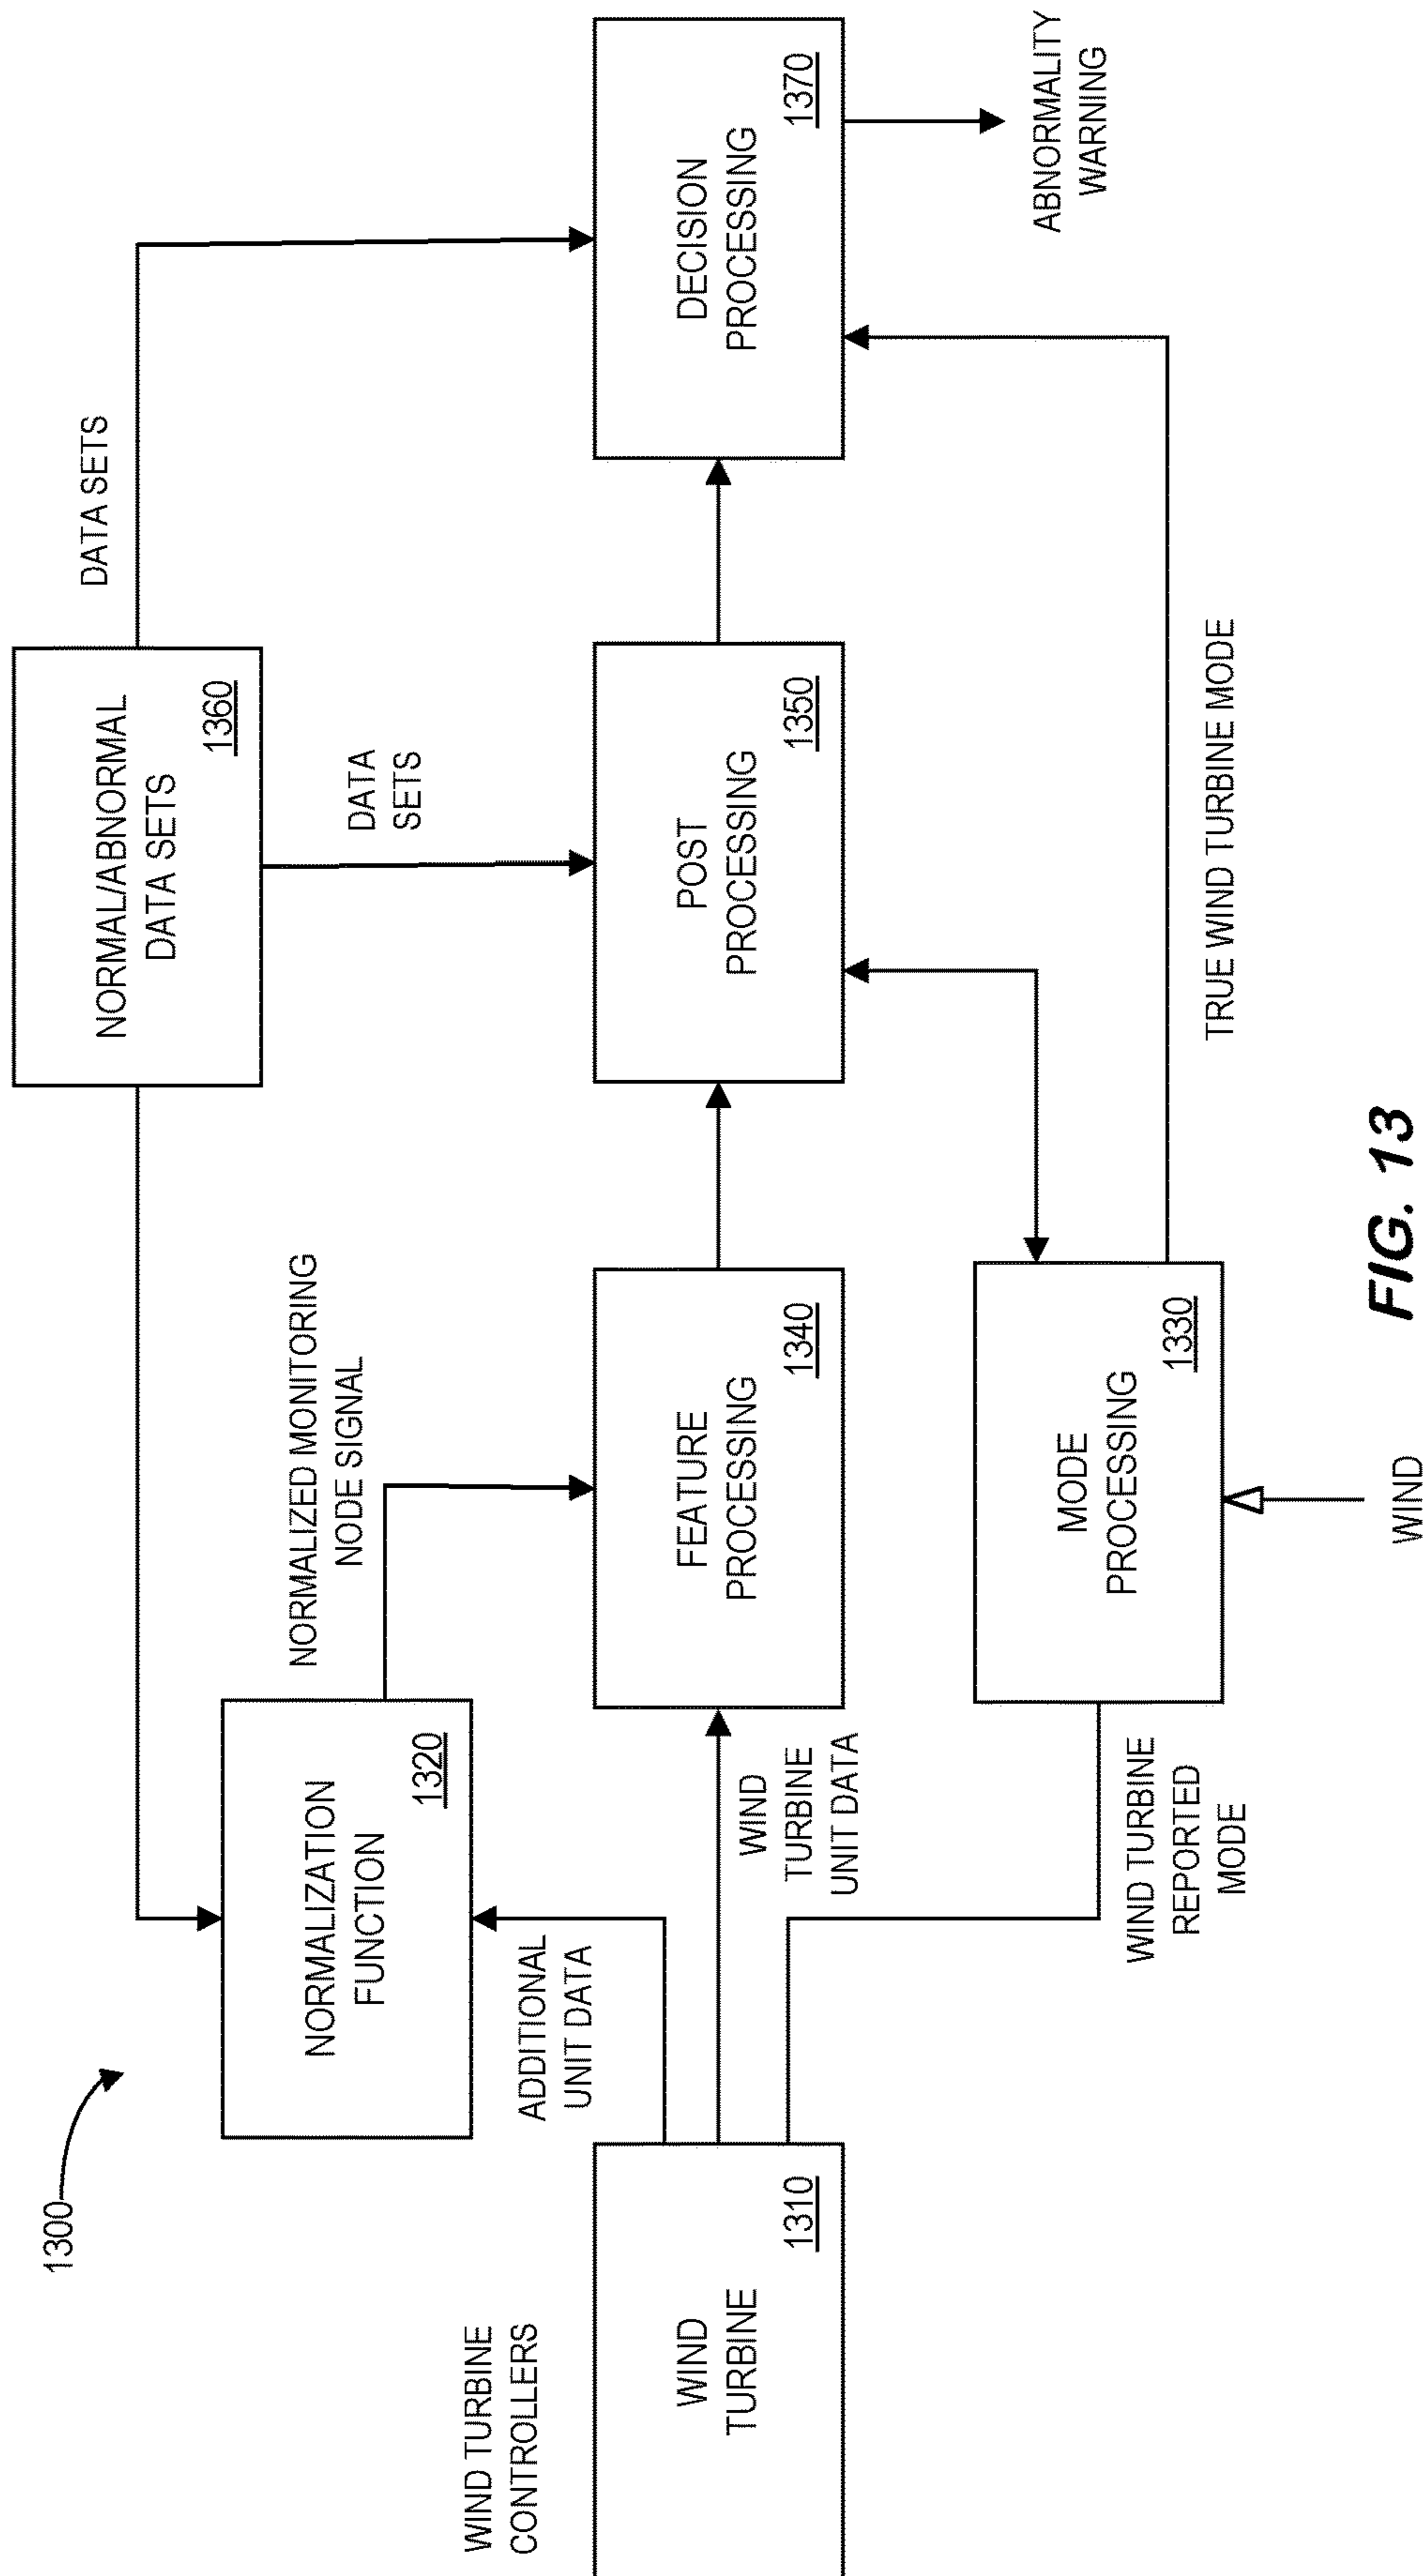 1300
WIND TURBINE
CONTROLLERS
WIND
TURBINE
1310
NORMALIZATION
FUNCTION
1320
ADDITIONAL
UNIT DATA
WIND
TURBINE
UNIT DATA
WIND TURBINE
REPORTED
MODE
NORMALIZED MONITORING
NODE SIGNAL
FEATURE
PROCESSING
1340
MODE
PROCESSING
1330
WIND
NORMAL/ABNORMAL
DATA SETS
1360
DATA
SETS
POST
PROCESSING
1350
DATA SETS
TRUE WIND TURBINE MODE
DECISION
PROCESSING
1370
ABNORMALITY
WARNING
FIG. 13